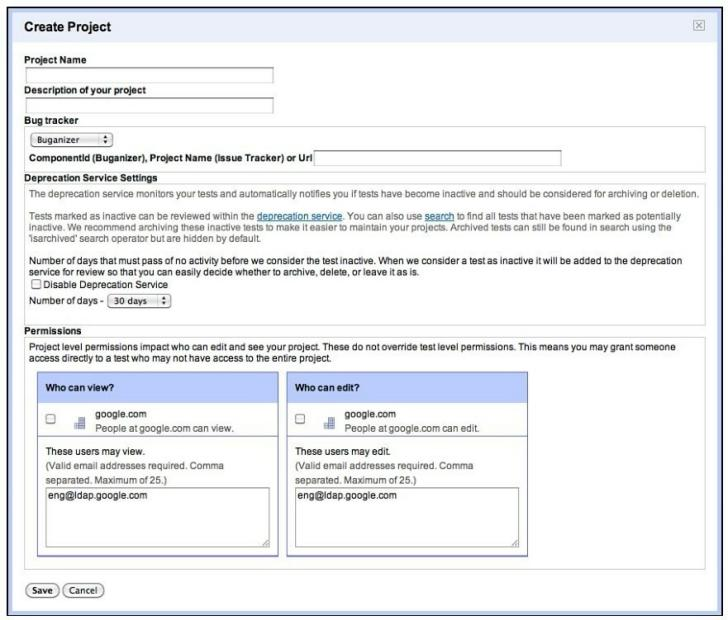 Create Project
Project Name
Description of your project
Bug tracker
Buganizer
ComponentId (Buganizer), Project Name (Issue Tracker) or Url
Deprecation Service Settings
The deprecation service monitors your tests and automatically notifies you if tests have become inactive and should be considered for archiving or deletion.
Tests marked as inactive can be reviewed within the deprecation service. You can also use search to find all tests that have been marked as potentially
inactive. We recommend archiving these inactive tests to make it easier to maintain your projects. Archived tests can still be found in search using the
'isarchived' search operator but are hidden by default.
Number of days that must pass of no activity before we consider the test inactive. When we consider a test as inactive it will be added to the deprecation
service for review so that you can easily decide whether to archive, delete, or leave it as is.
Disable Deprecation Service
Number of days - 30 days
Permissions
Project level permissions impact who can edit and see your project. These do not override test level permissions. This means you may grant someone
access directly to a test who may not have access to the entire project.
Who can view?
google.com
People at google.com can view.
These users may view.
(Valid email addresses required. Comma
separated. Maximum of 25.)
eng@ldap.google.com
Who can edit?
google.com
People at google.com can edit.
These users may edit.
(Valid email addresses required. Comma
separated. Maximum of 25.)
eng@ldap.google.com
Save Cancel